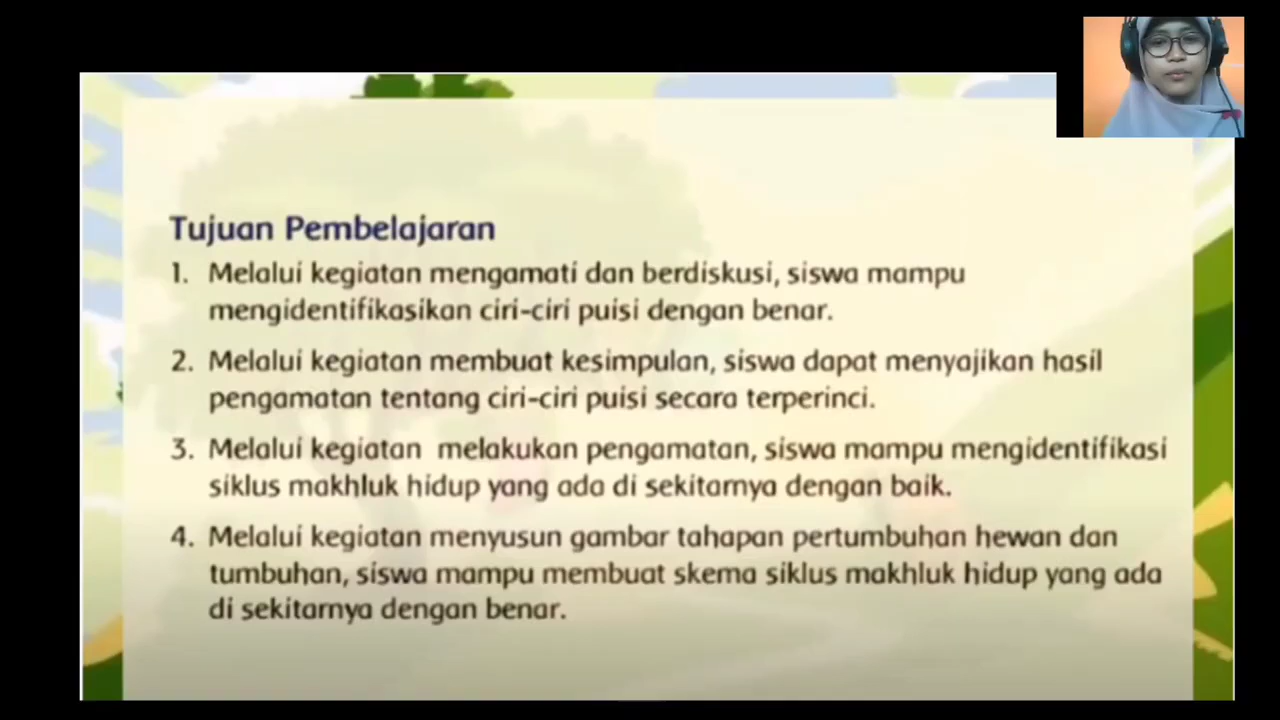 Tujuan Pembelajaran
1. Melalui kegiatan mengamati dan berdiskusi, siswa mampu
mengidentifikasikan ciri-ciri puisi dengan benar.
2. Melalui kegiatan membuat kesimpulan, siswa dapat menyajikan hasil
pengamatan tentang ciri-ciri puisi secara terperinci.
3. Melalui kegiatan melakukan pengamatan, siswa mampu mengidentifikasi
siklus makhluk hidup yang ada di sekitarnya dengan baik.
4. Melalui kegiatan menyusun gambar tahapan pertumbuhan hewan dan
tumbuhan, siswa mampu membuat skema siklus makhluk hidup yang ada
di sekitarnya dengan benar.